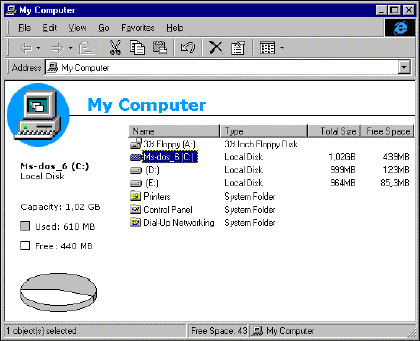 My Computer
File Edit View Go Favorites Help
Address My Computer
My Computer
Name Type Total Size Free Space
3½ Floppy (A:) 3½ Inch Floppy Disk
Ms-dos_6 (C:) Local Disk 1,02GB 439MB
(D:) Local Disk 999MB 123MB
(E:) Local Disk 964MB 85,3MB
Printers System Folder
Control Panel System Folder
Dial-Up Networking System Folder
Ms-dos_6 (C:)
Local Disk
Capacity: 1,02 GB
Used: 610 MB
Free: 440 MB
1 object(s) selected Free Space: 43 My Computer